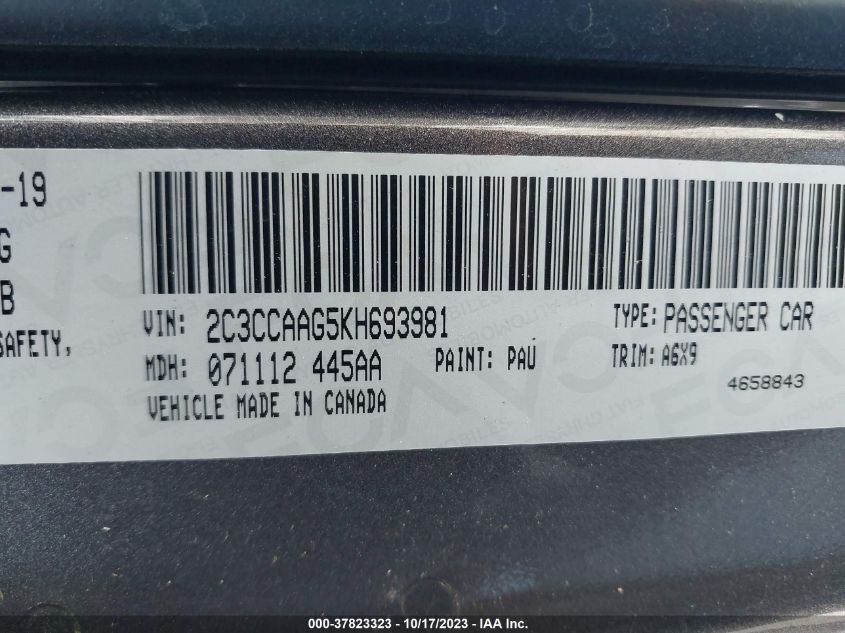 -19
G
B
SAFETY,
VIN: 2C3CCAAG5KH693981
TYPE: PASSENGER CAR
MDH: 071112 445AA
PAINT: PAU
TRIM: A6X9
VEHICLE MADE IN CANADA
4658843
000-37823323 - 10/17/2023 - IAA Inc.